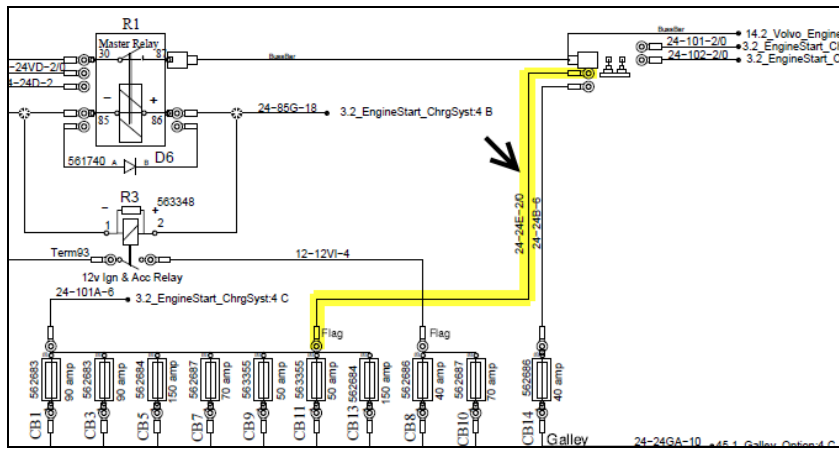 R1
Master Relay
30
87
BussBar
BussBar
14.2_Volvo_Engine
24-101-2/0
3.2_EngineStart_Ch
24-102-2/0
3.2_EngineStart_C
-24VD-2/0
4-24D-2
85
86
24-85G-18
3.2_EngineStart_ChrgSyst:4 B
561740
A
B
D6
R3
563348
1
2
Term93
12-12VI-4
12v Ign & Acc Relay
24-101A-6
3.2_EngineStart_ChrgSyst:4 C
24-24E-2/0
24-24B-6
Flag
Flag
562683
90 amp
562683
90 amp
562684
150 amp
562687
70 amp
563355
50 amp
563355
50 amp
562684
150 amp
562686
40 amp
562687
70 amp
562686
40 amp
CB1
CB3
CB5
CB7
CB9
CB11
CB13
CB8
CB10
CB14
Galley
24-24GA-10
45.1_Galley_Option:4 C